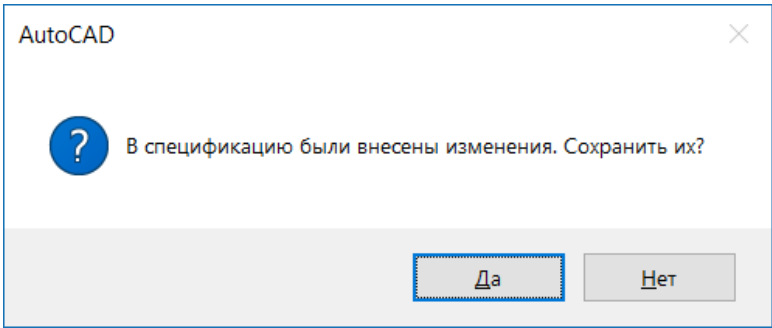 AutoCAD
В спецификацию были внесены изменения. Сохранить их?
Да
Нет